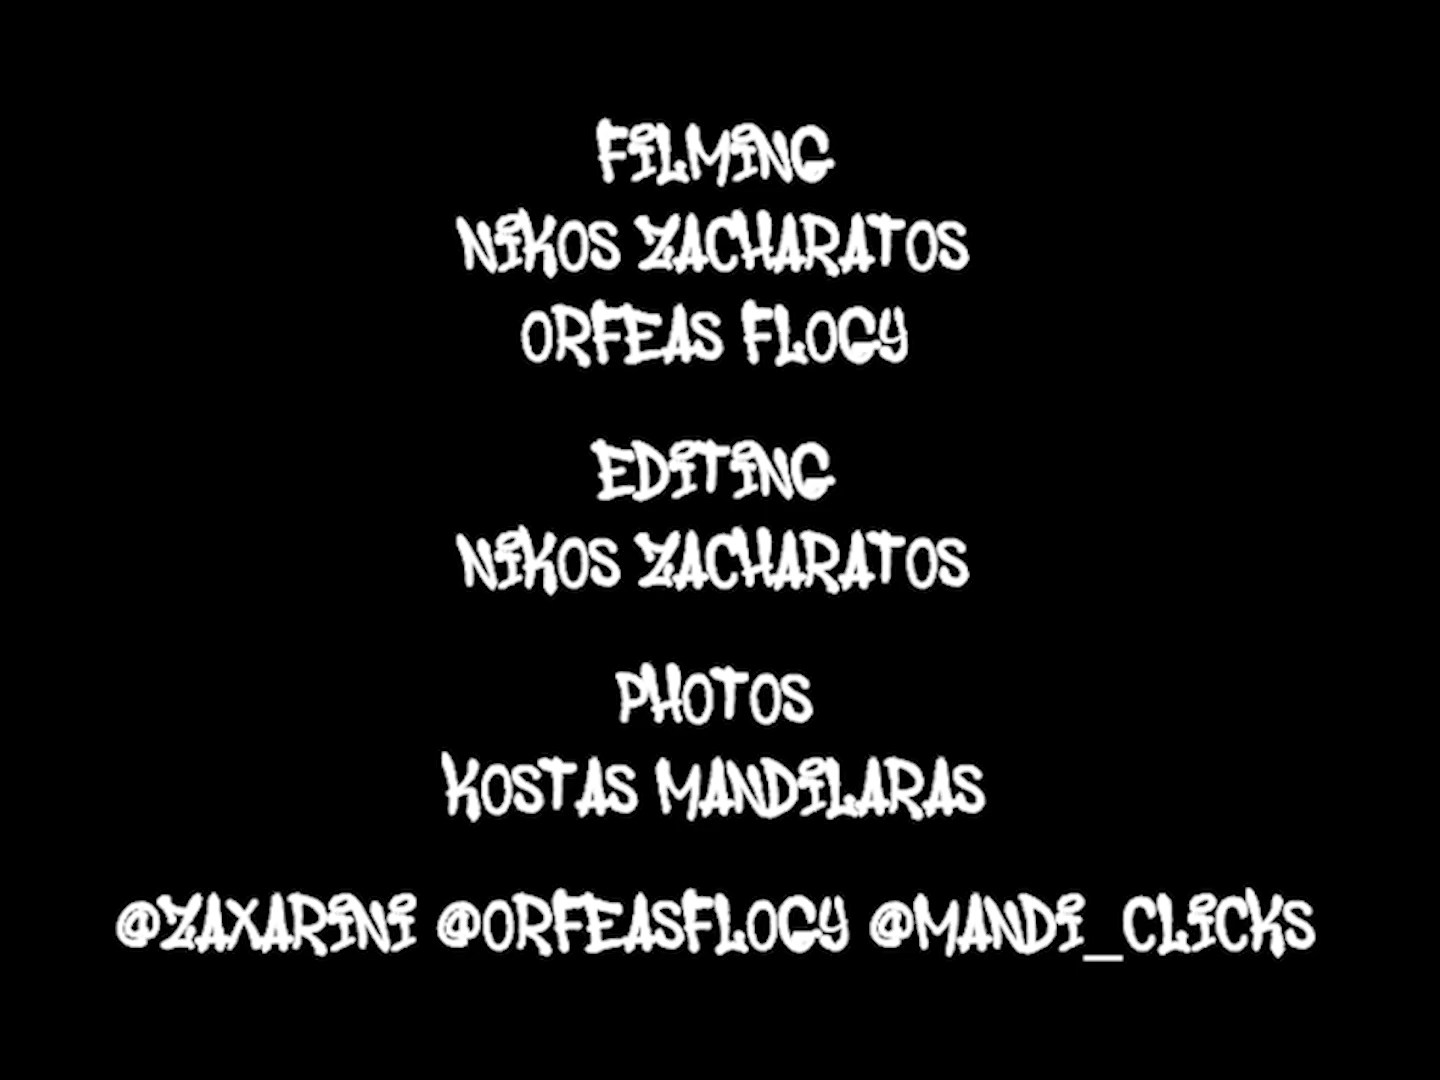 FiLMiNG
NiKOS ZACHARATOS
ORFEAS FLOGY
EDiTiNG
NiKOS ZACHARATOS
PHOTOS
KOSTAS MANDiLARAS
@ZAXARiNi @ORFEASFLOGY @MANDi_CLiCKS